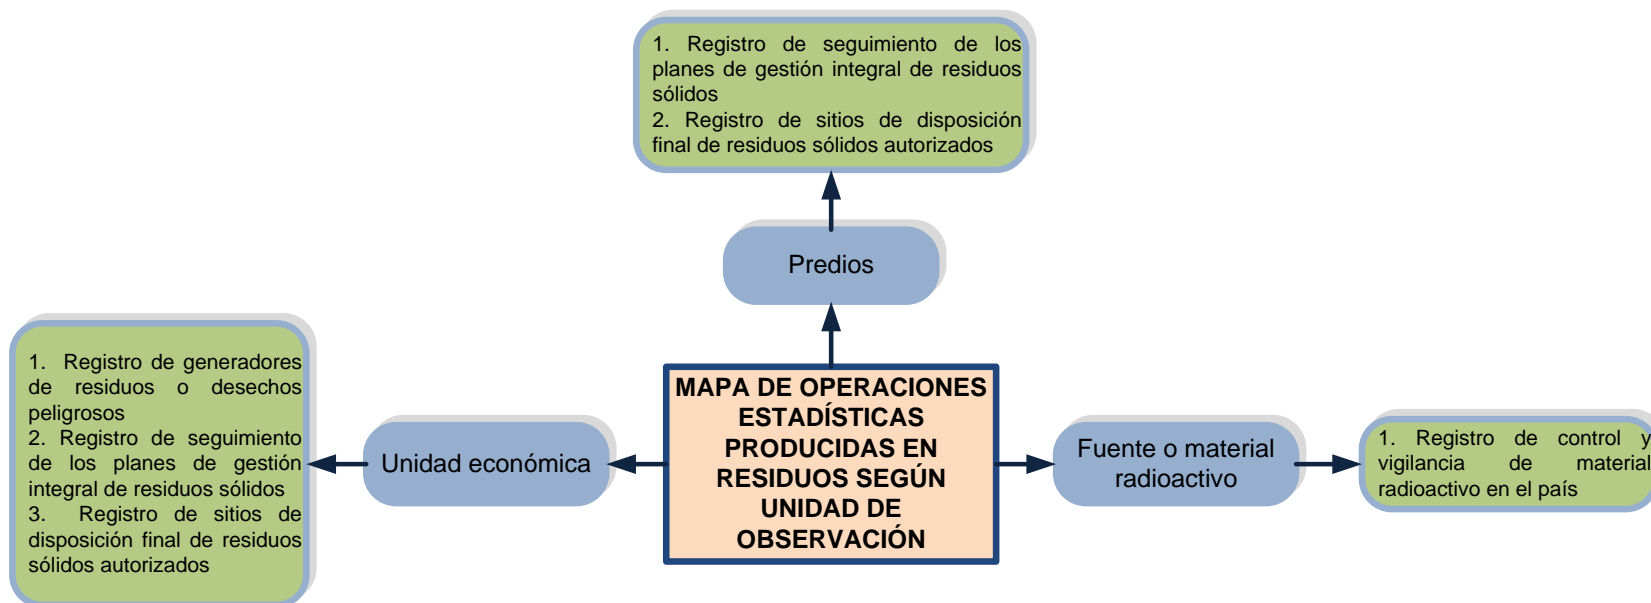 1. Registro de seguimiento de los
planes de gestión integral de residuos
sólidos
2. Registro de sitios de disposición
final de residuos sólidos autorizados
Predios
1. Registro de generadores
de residuos o desechos
peligrosos
2. Registro de seguimiento
de los planes de gestión
integral de residuos sólidos
3. Registro de sitios de
disposición final de residuos
sólidos autorizados
Unidad económica
MAPA DE OPERACIONES
ESTADÍSTICAS
PRODUCIDAS EN
RESIDUOS SEGÚN
UNIDAD DE
OBSERVACIÓN
Fuente o material
radioactivo
1. Registro de control y
vigilancia de material
radioactivo en el país